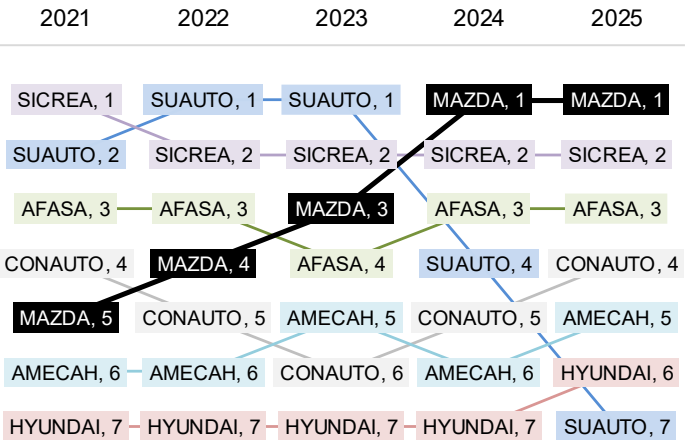 2021 2022 2023 2024 2025
SICREA, 1 SUAUTO, 1 SUAUTO, 1 MAZDA, 1 MAZDA, 1
SUAUTO, 2 SICREA, 2 SICREA, 2 SICREA, 2 SICREA, 2
AFASA, 3 AFASA, 3 MAZDA, 3 AFASA, 3 AFASA, 3
CONAUTO, 4 MAZDA, 4 AFASA, 4 SUAUTO, 4 CONAUTO, 4
MAZDA, 5 CONAUTO, 5 AMECAH, 5 CONAUTO, 5 AMECAH, 5
AMECAH, 6 AMECAH, 6 CONAUTO, 6 AMECAH, 6 HYUNDAI, 6
HYUNDAI, 7 HYUNDAI, 7 HYUNDAI, 7 HYUNDAI, 7 SUAUTO, 7